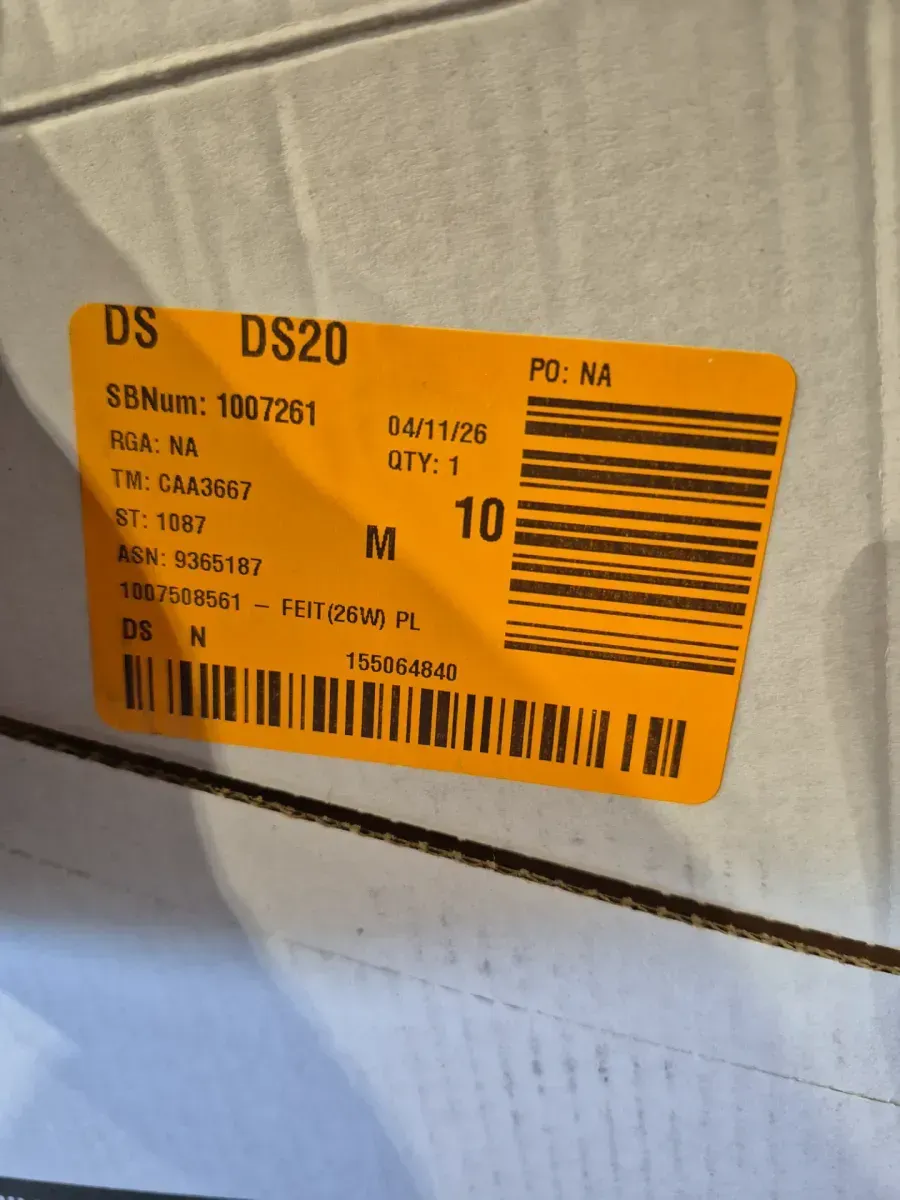 DS DS20
PO: NA
SBNum: 1007261
04/11/26
RGA: NA
QTY: 1
TM: CAA3667
ST: 1087
M 10
ASN: 9365187
1007508561 – FEIT(26W) PL
DS N
155064840